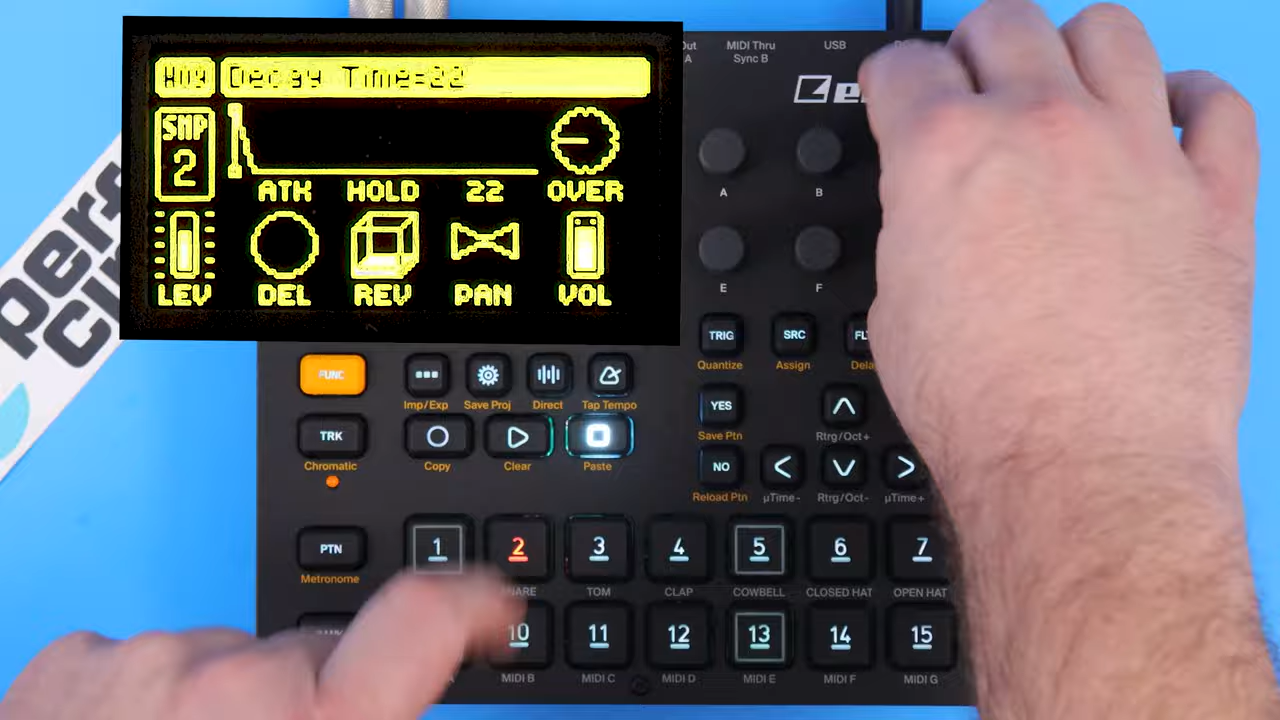 Decay Time=22
SMP
2
ATK HOLD 22 OVER
LEV DEL REV PAN VOL
MIDI Thru
Sync B
USB
A
A B
E F
TRIG SRC
Quantize Assign
FUNC
Imp/Exp Save Proj Direct Tap Tempo
TRK
Chromatic
Copy Clear Paste
YES
Save Ptn Rtrg/Oct+
NO
Reload Ptn µTime- Rtrg/Oct- µTime+
PTN
Metronome
1 2 3 4 5 6 7
TOM CLAP COWBELL CLOSED HAT OPEN HAT
10 11 12 13 14 15
MIDI B MIDI C MIDI D MIDI E MIDI F MIDI G